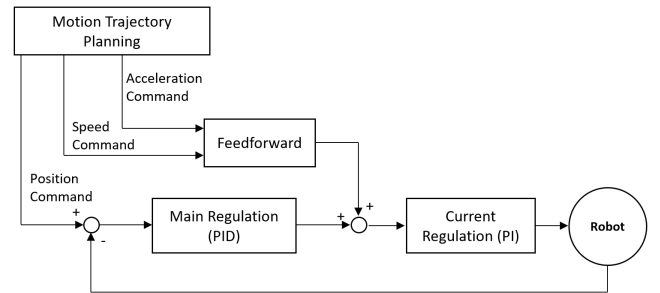 Motion Trajectory
Planning
Acceleration
Command
Speed
Command
Feedforward
Position
Command
+
-
Main Regulation
(PID)
+
+
Current
Regulation (PI)
Robot